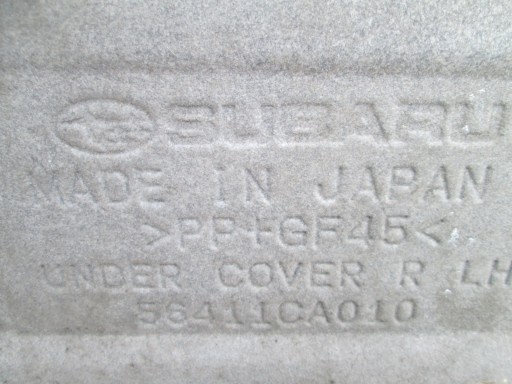 SUBARU
MADE IN JAPAN
>PP+GF45<
UNDER COVER R LH
56411CA010